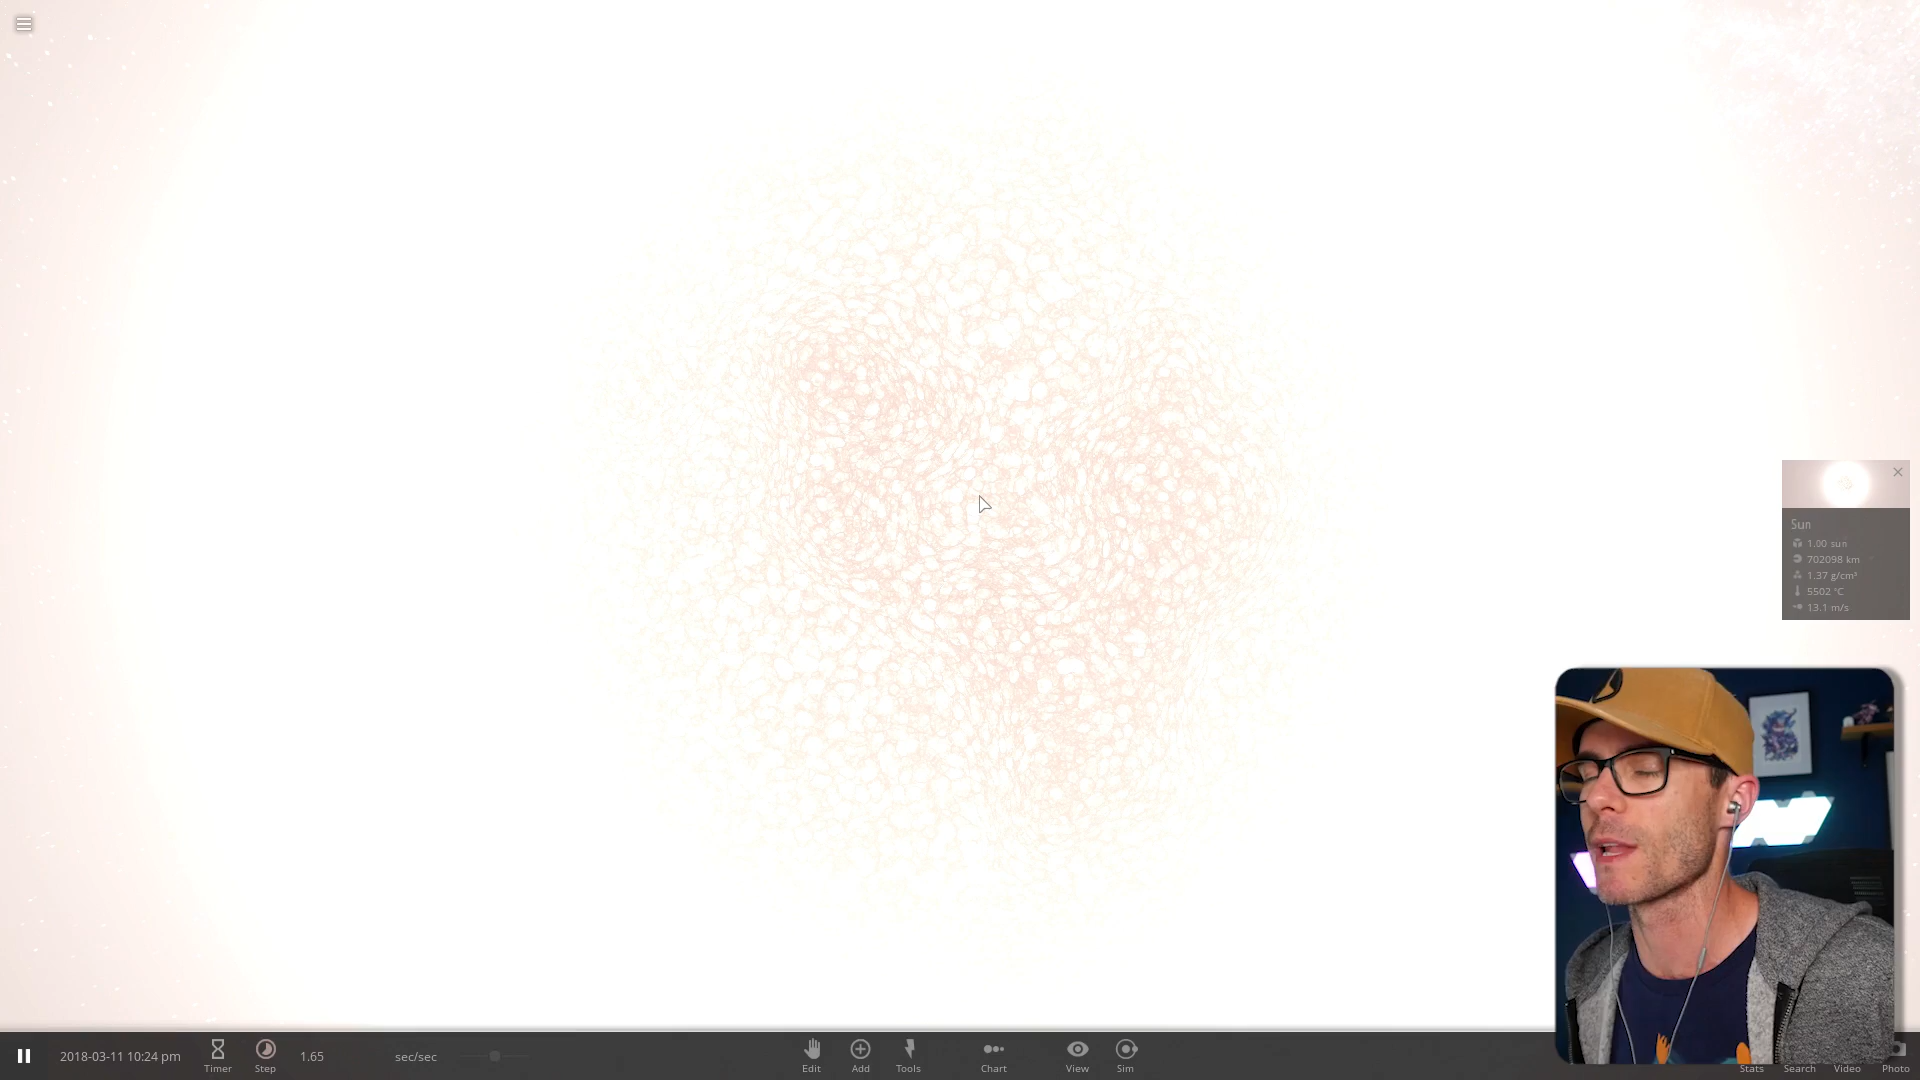 Sun
1.00 sun
702098 km
1.37 g/cm³
5502 °C
13.1 m/s
2018-03-11 10:24 pm
Timer
Step
1.65
sec/sec
Edit
Add
Tools
Chart
View
Sim
Stats
Search
Video
Photo